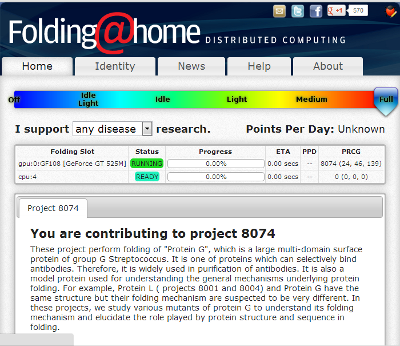 +1
570
Folding@home DISTRIBUTED COMPUTING
Home Identity News Help About
Off Idle Light Idle Light Medium Full
I support any disease research. Points Per Day: Unknown
Folding Slot Status Progress ETA PPD PRCG
gpu:0:GF108 [GeForce GT 525M] RUNNING 0.00% 0.00 secs -- 8074 (24, 46, 139)
cpu:4 READY 0.00% 0.00 secs -- 0 (0, 0, 0)
Project 8074
You are contributing to project 8074
These project perform folding of "Protein G", which is a large multi-domain surface
protein of group G Streptococcus. It is one of proteins which can selectively bind
antibodies. Therefore, it is widely used in purification of antibodies. It is also a
model protein used for understanding the general mechanisms underlying protein
folding. For example, Protein L ( projects 8001 and 8004) and Protein G have the
same structure but their folding mechanism are suspected to be very different. In
these projects, we study various mutants of protein G to understand its folding
mechanism and elucidate the role played by protein structure and sequence in
folding.